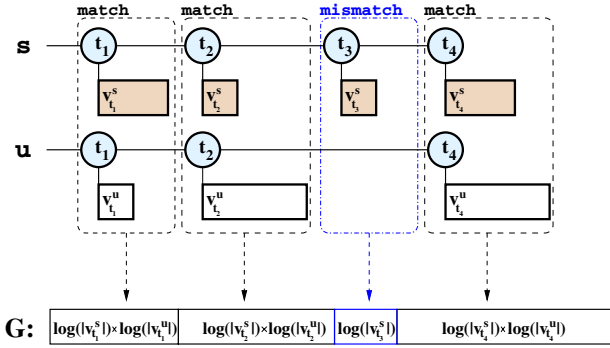 match match mismatch match
s t1 t2 t3 t4
v^s_t1 v^s_t2 v^s_t3 v^s_t4
u t1 t2 t4
v^u_t1 v^u_t2 v^u_t4
G: log(|v^s_t1|)×log(|v^u_t1|) log(|v^s_t2|)×log(|v^u_t2|) log(|v^s_t3|) log(|v^s_t4|)×log(|v^u_t4|)